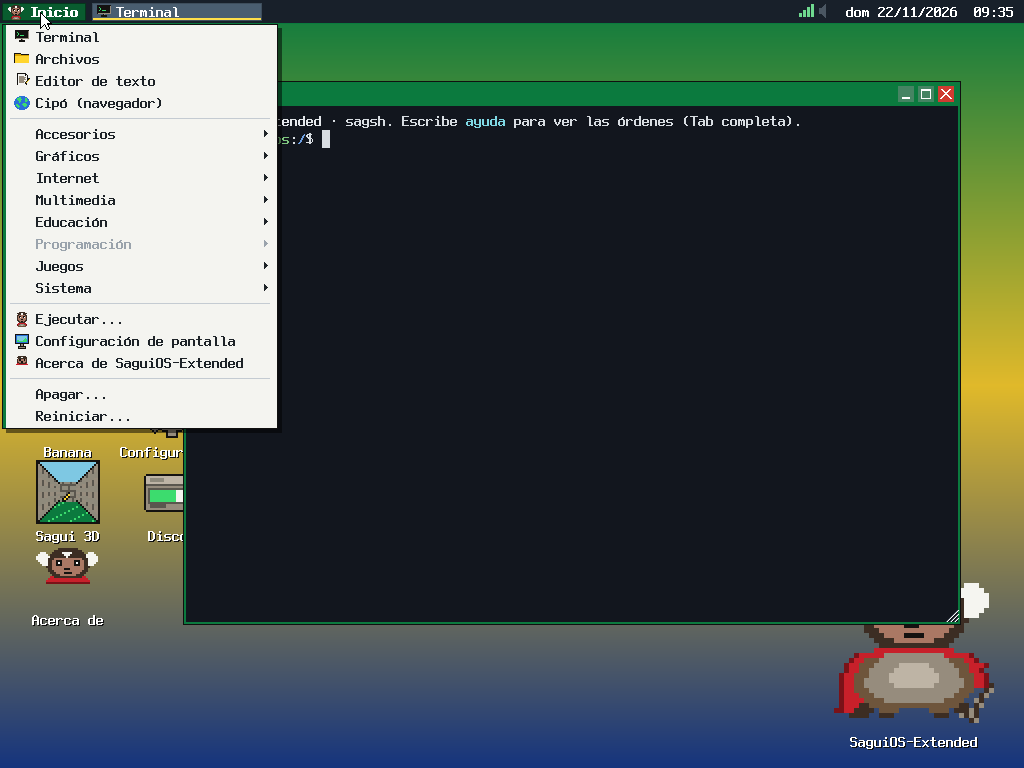 Inicio
Terminal
dom 22/11/2026 09:35
Terminal
Archivos
Editor de texto
Cipó (navegador)
Accesorios
Gráficos
Internet
Multimedia
Educación
Programación
Juegos
Sistema
Ejecutar...
Configuración de pantalla
Acerca de SaguiOS-Extended
Apagar...
Reiniciar...
tended · sagsh. Escribe ayuda para ver las órdenes (Tab completa).
os:/$
Banana
Configur
Sagui 3D
Disco
Acerca de
SaguiOS-Extended